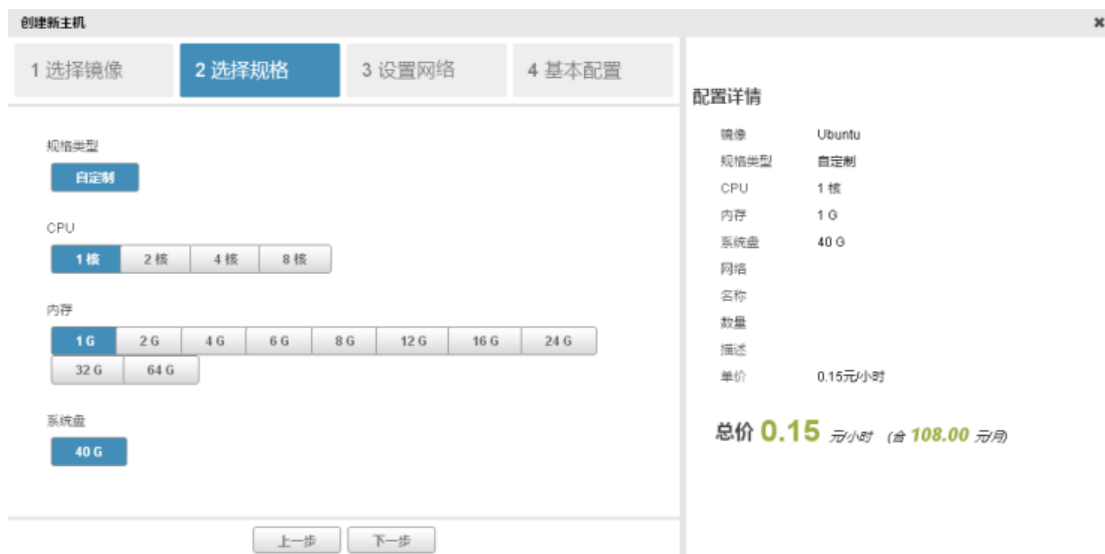 创建新主机
1 选择镜像
2 选择规格
3 设置网络
4 基本配置
规格类型
自定制
CPU
1 核 2 核 4 核 8 核
内存
1 G 2 G 4 G 6 G 8 G 12 G 16 G 24 G
32 G 64 G
系统盘
40 G
上一步 下一步
配置详情
镜像 Ubuntu
规格类型 自定制
CPU 1 核
内存 1 G
系统盘 40 G
网络
名称
数量
描述
单价 0.15元/小时
总价 0.15 元/小时 (合 108.00 元/月)